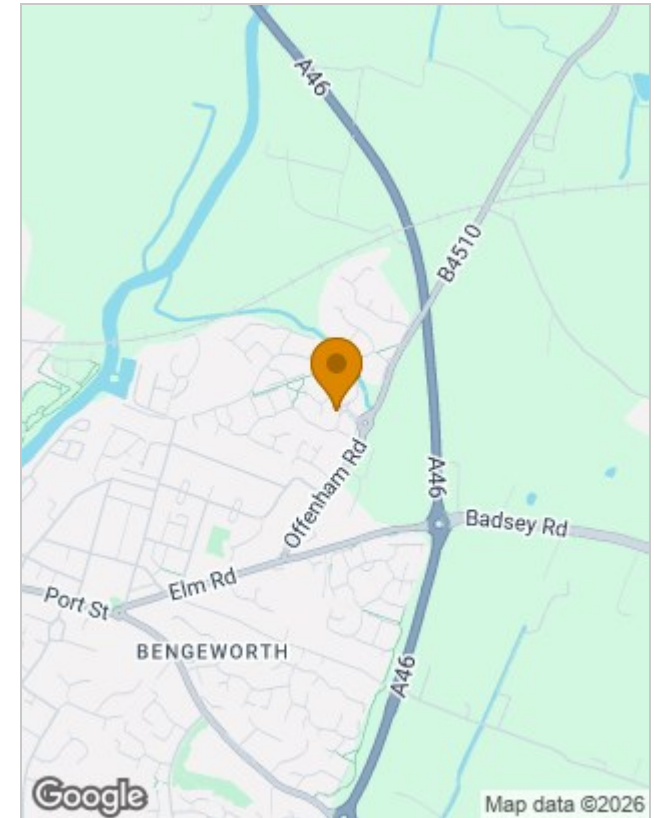 A46
B4510
Offenham Rd
A46
Badsey Rd
Elm Rd
Port St
BENGEWORTH
A46
Google
Map data ©2026